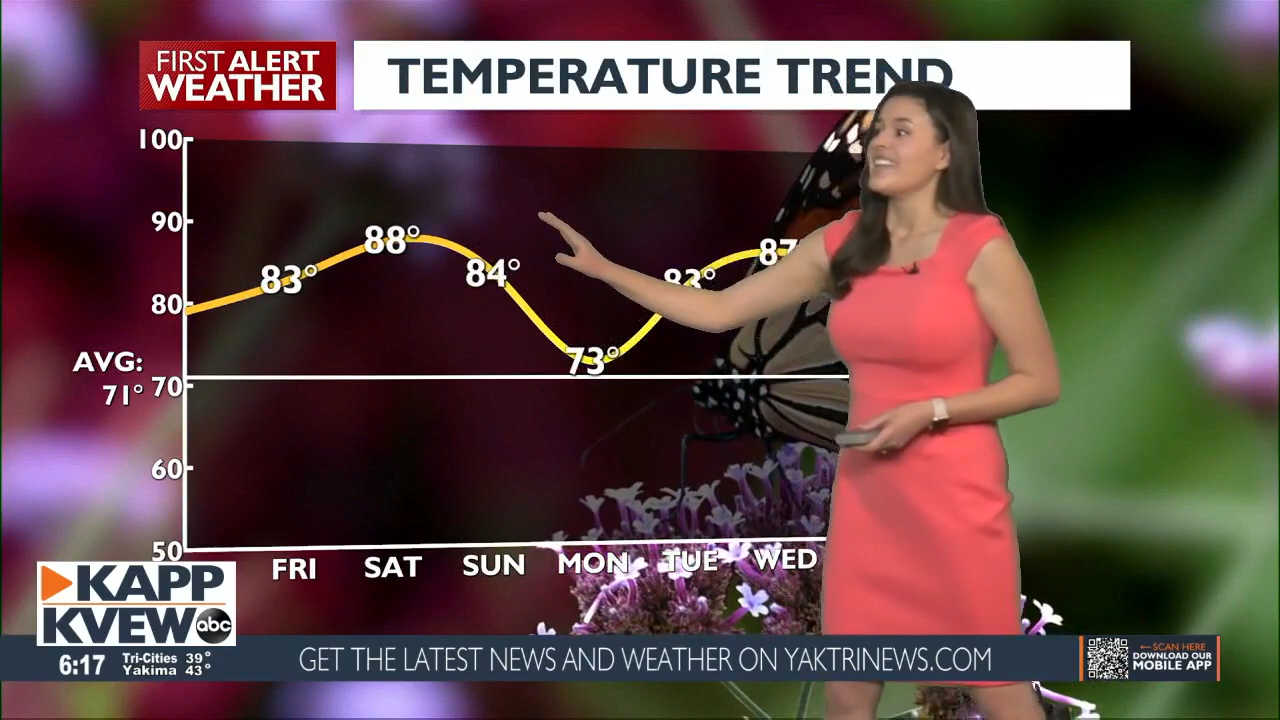 FIRST ALERT
WEATHER
TEMPERATURE TREND
100
90
80
AVG:
71°
70
60
50
83°
88°
84°
73°
83°
87
FRI
SAT
SUN
MON
TUE
WED
KAPP
KVEW abc
6:17
Tri-Cities 39°
Yakima 43°
GET THE LATEST NEWS AND WEATHER ON YAKTRINEWS.COM
←SCAN HERE
DOWNLOAD OUR
MOBILE APP